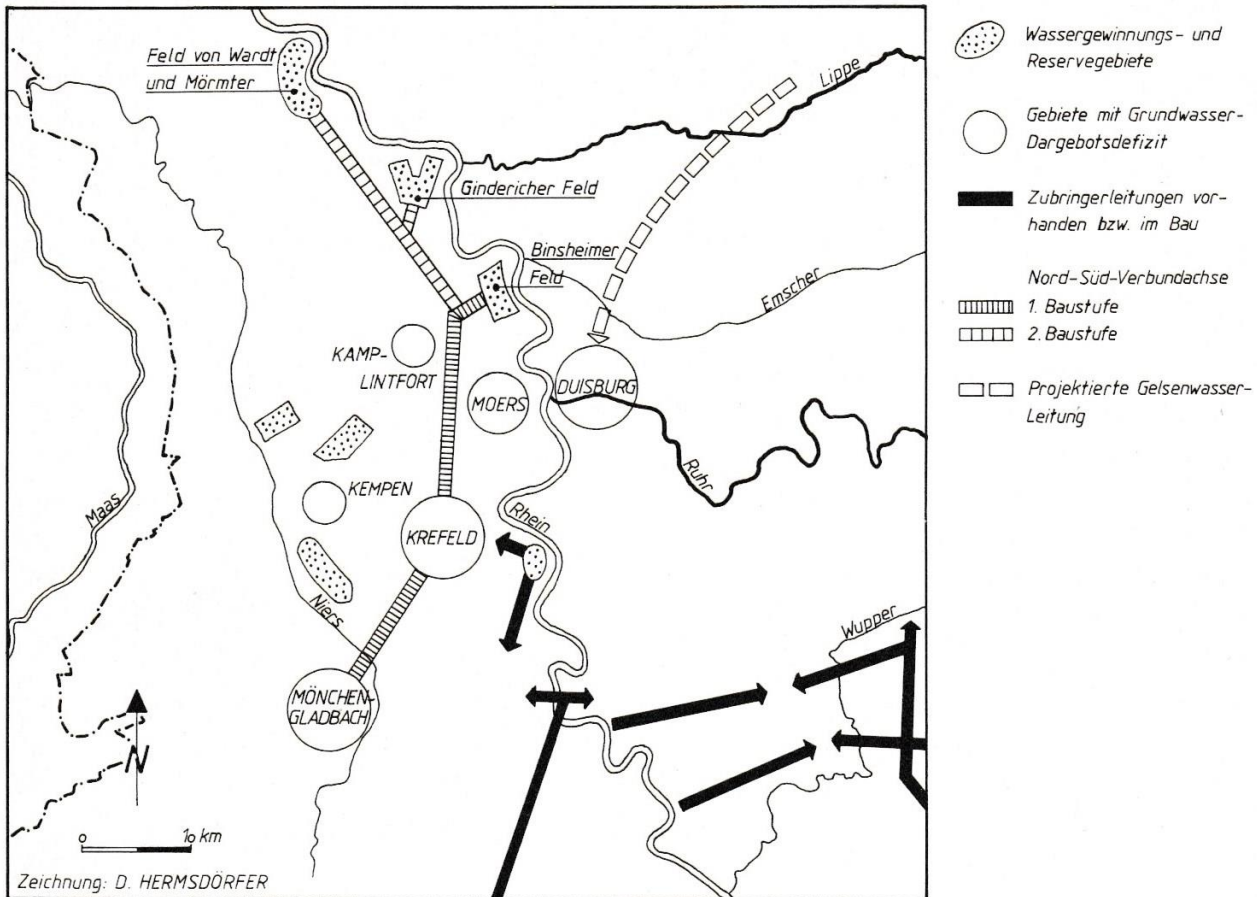 Feld von Wardt
und Mörmter
Lippe
Gindericher Feld
Binsheimer
Feld
Emscher
KAMP-
LINTFORT
MOERS
DUISBURG
Ruhr
Maas
KEMPEN
KREFELD
Rhein
Niers
Wupper
MÖNCHEN-
GLADBACH
N
0 10 km
Zeichnung: D. HERMSDÖRFER
Wassergewinnungs- und
Reservegebiete
Gebiete mit Grundwasser-
Dargebotsdefizit
Zubringerleitungen vor-
handen bzw. im Bau
Nord-Süd-Verbundachse
1. Baustufe
2. Baustufe
Projektierte Gelsenwasser-
Leitung